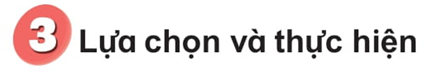 3 Lựa chọn và thực hiện